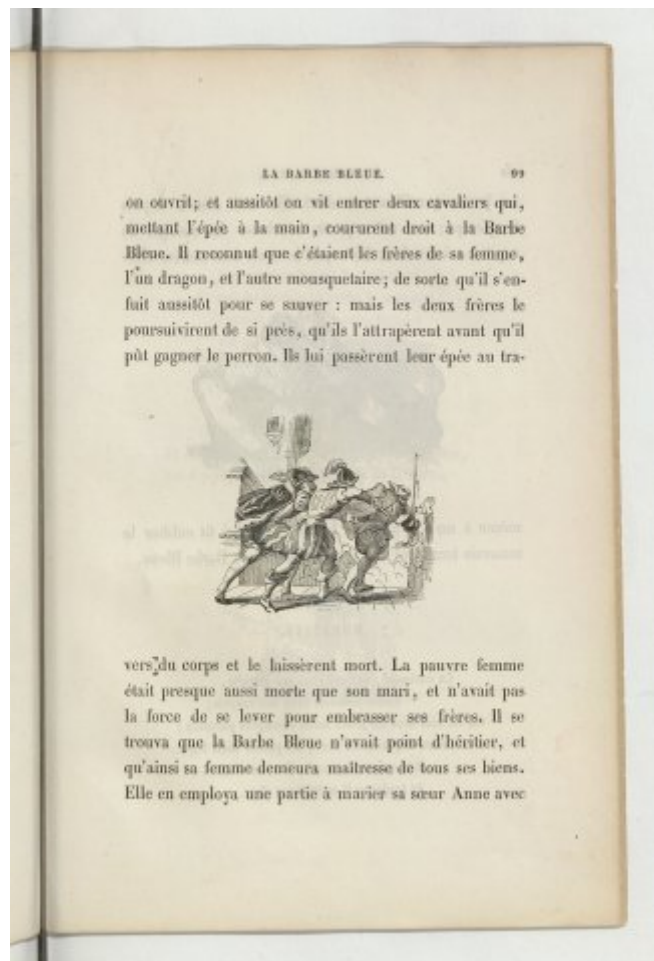 LA BARBE BLEUE. 99
on ouvrit; et aussitôt on vit entrer deux cavaliers qui,
mettant l'épée à la main, coururent droit à la Barbe
Bleue. Il reconnut que c'étaient les frères de sa femme,
l'un dragon, et l'autre mousquetaire; de sorte qu'il s'en-
fuit aussitôt pour se sauver : mais les deux frères le
poursuivirent de si près, qu'ils l'attrapèrent avant qu'il
pût gagner le perron. Ils lui passèrent leur épée au tra-
vers du corps et le laissèrent mort. La pauvre femme
était presque aussi morte que son mari, et n'avait pas
la force de se lever pour embrasser ses frères. Il se
trouva que la Barbe Bleue n'avait point d'héritier, et
qu'ainsi sa femme demeura maîtresse de tous ses biens.
Elle en employa une partie à marier sa sœur Anne avec